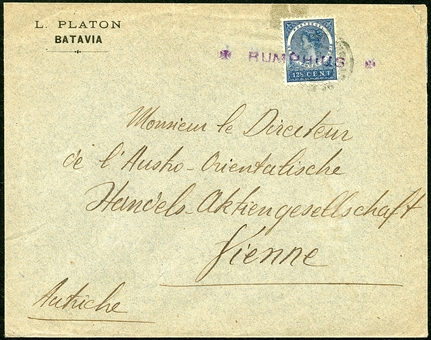 L. PLATON
BATAVIA
✠ RUMPHIUS ✠
12½ CENT
Monsieur le Directeur
de l'Austro-Orientalische
Handels-Aktiengesellschaft
Vienne
Autriche